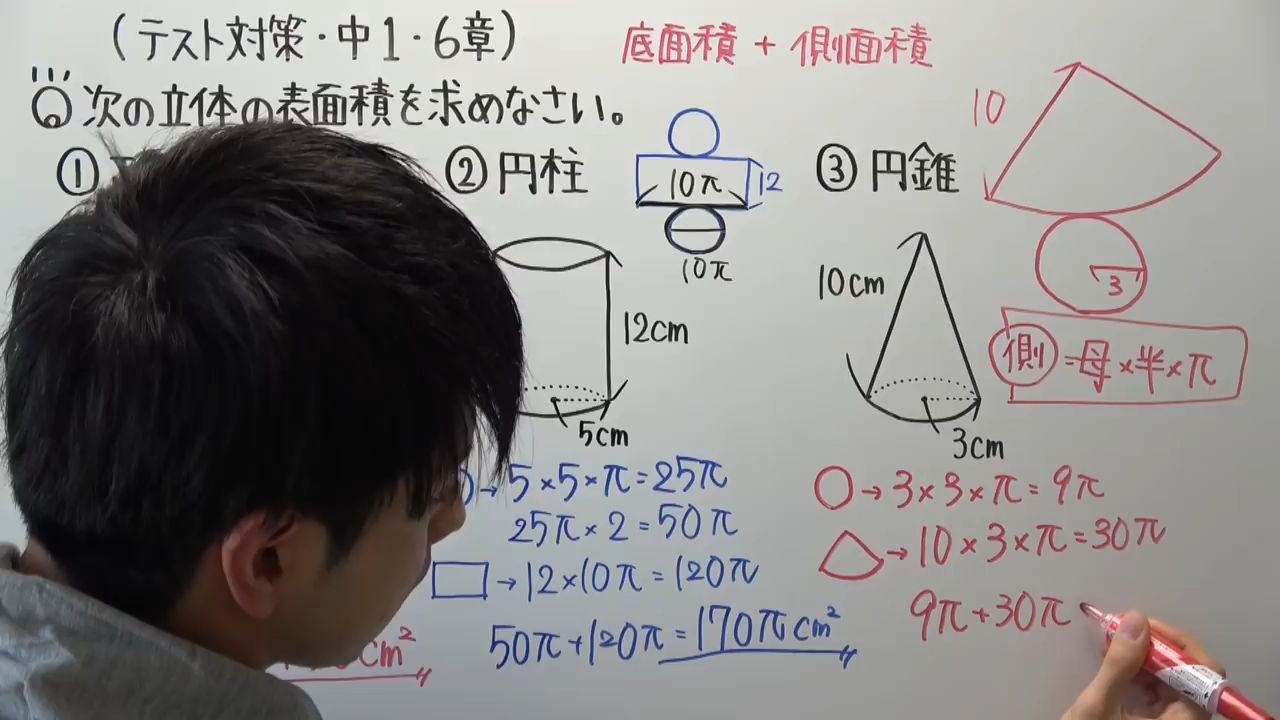 (テスト対策・中1・6章)
底面積 + 側面積
Q 次の立体の表面積を求めなさい。
①
② 円柱
10π
12
10π
12cm
5cm
→ 5×5×π=25π
25π×2=50π
→ 12×10π=120π
50π+120π=170πcm²
cm²
③ 円錐
10
3
10cm
3cm
側=母×半×π
→ 3×3×π=9π
→ 10×3×π=30π
9π+30π